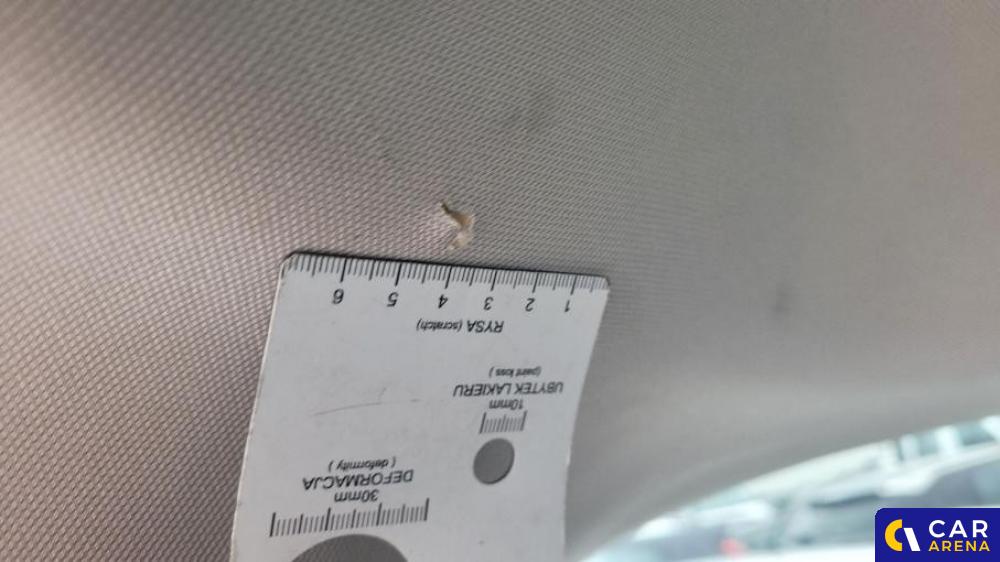 6 5 4 3 2 1
RYSA (scratch)
UBYTEK LAKIERU
(paint loss)
10mm
DEFORMACJA
(deformity)
30mm
CAR
ARENA